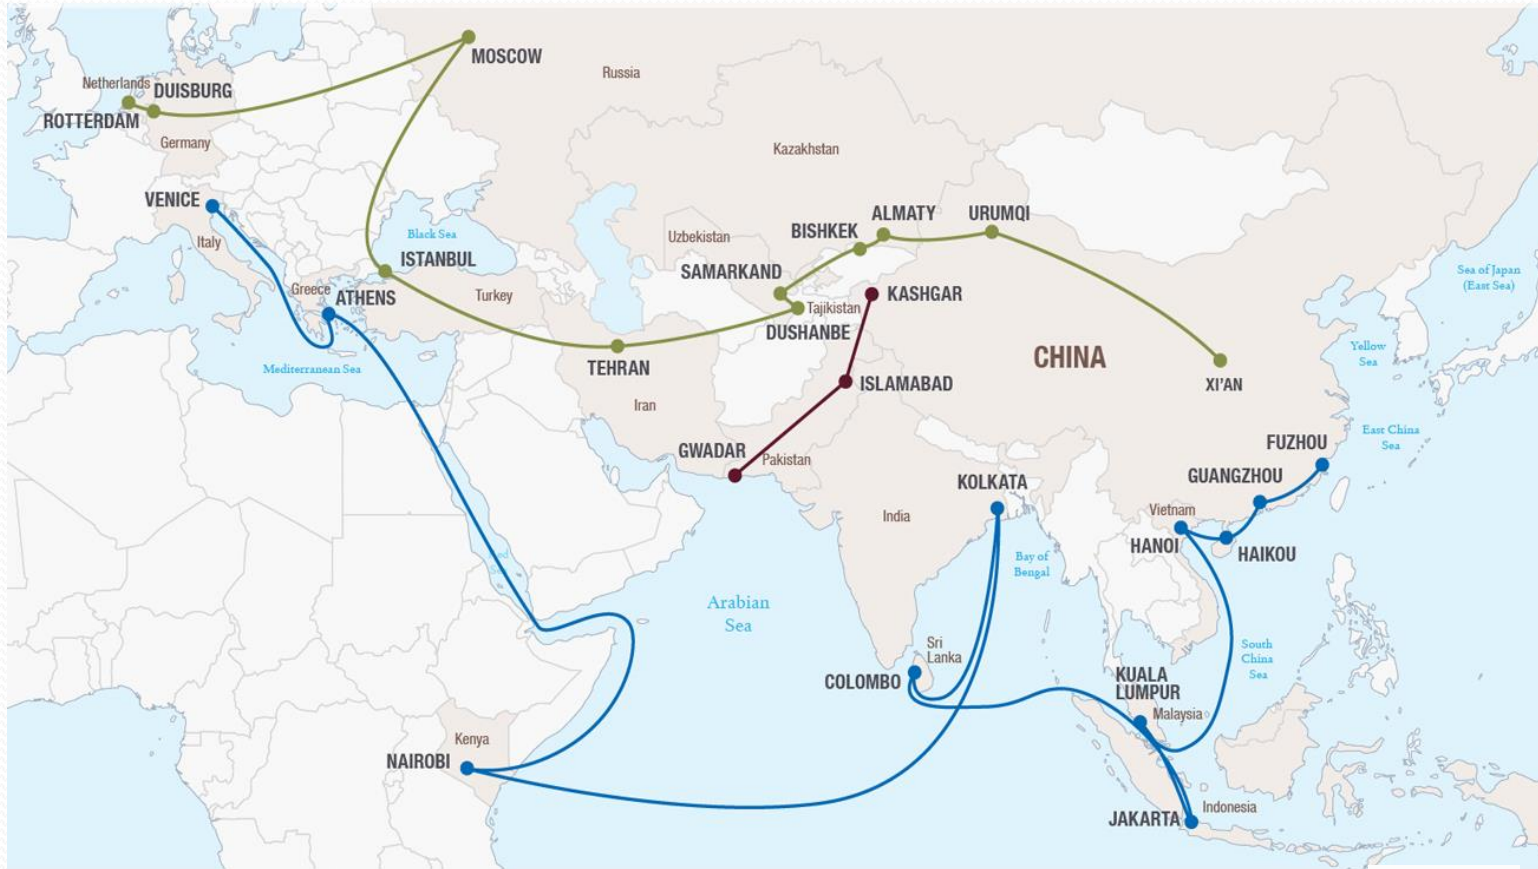 MOSCOW
Russia
Netherlands
DUISBURG
ROTTERDAM
Germany
Kazakhstan
VENICE
ALMATY
URUMQI
BISHKEK
Black Sea
Uzbekistan
Italy
ISTANBUL
SAMARKAND
Sea of Japan
(East Sea)
Greece
ATHENS
Turkey
KASHGAR
Tajikistan
DUSHANBE
Mediterranean Sea
TEHRAN
CHINA
Yellow
Sea
ISLAMABAD
XI'AN
Iran
East China
Sea
FUZHOU
GWADAR
Pakistan
GUANGZHOU
KOLKATA
India
Vietnam
HANOI
HAIKOU
Red
Sea
Bay of
Bengal
Arabian
Sea
Sri
Lanka
South
China
Sea
COLOMBO
KUALA
LUMPUR
Malaysia
Kenya
NAIROBI
JAKARTA
Indonesia